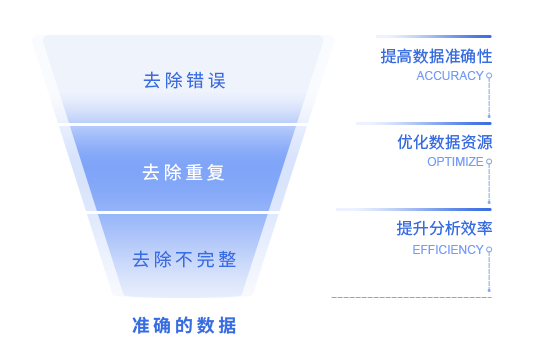 去除错误
提高数据准确性
ACCURACY
去除重复
优化数据资源
OPTIMIZE
去除不完整
提升分析效率
EFFICIENCY
准确的数据